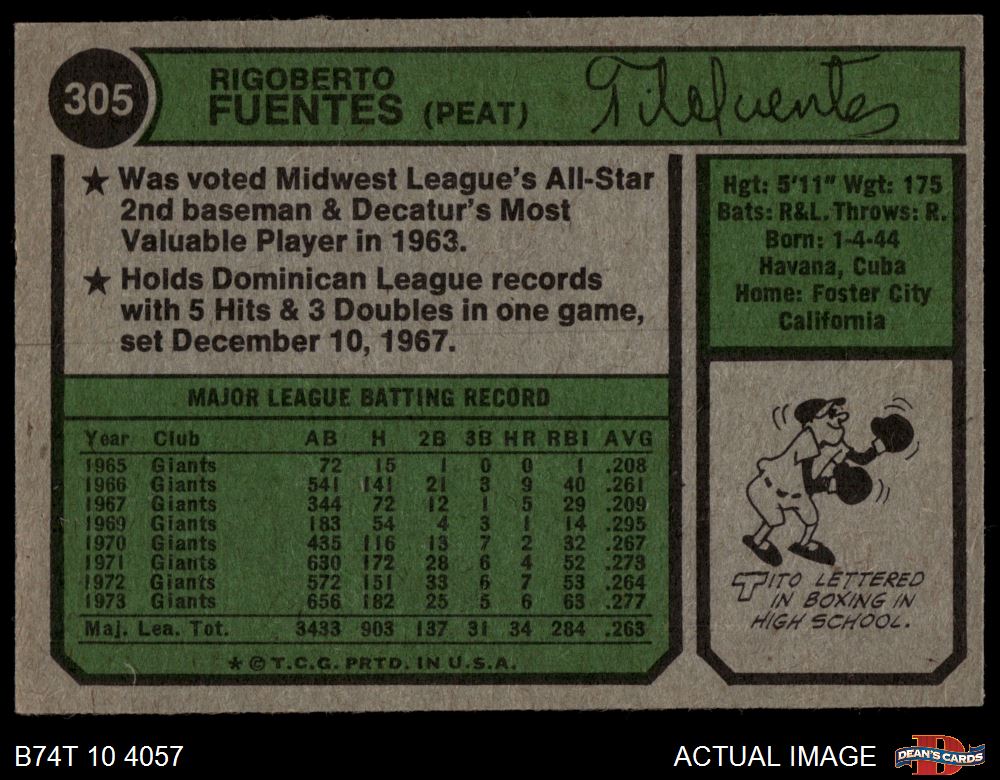 305
RIGOBERTO
FUENTES (PEAT)
Tito Fuentes
★ Was voted Midwest League's All-Star
2nd baseman & Decatur's Most
Valuable Player in 1963.
★ Holds Dominican League records
with 5 Hits & 3 Doubles in one game,
set December 10, 1967.
Hgt: 5'11" Wgt: 175
Bats: R&L. Throws: R.
Born: 1-4-44
Havana, Cuba
Home: Foster City
California
MAJOR LEAGUE BATTING RECORD
Year Club AB H 2B 3B HR RBI AVG
1965 Giants 72 15 1 0 0 1 .208
1966 Giants 541 141 21 3 9 40 .261
1967 Giants 344 72 12 1 5 29 .209
1969 Giants 183 54 4 3 1 14 .295
1970 Giants 435 116 13 7 2 32 .267
1971 Giants 630 172 28 6 4 52 .273
1972 Giants 572 151 33 6 7 53 .264
1973 Giants 656 182 25 5 6 63 .277
Maj. Lea. Tot. 3433 903 137 31 34 284 .263
★ © T.C.G. PRTD. IN U.S.A.
TITO LETTERED
IN BOXING IN
HIGH SCHOOL.
B74T 10 4057
ACTUAL IMAGE
DEAN'S CARDS